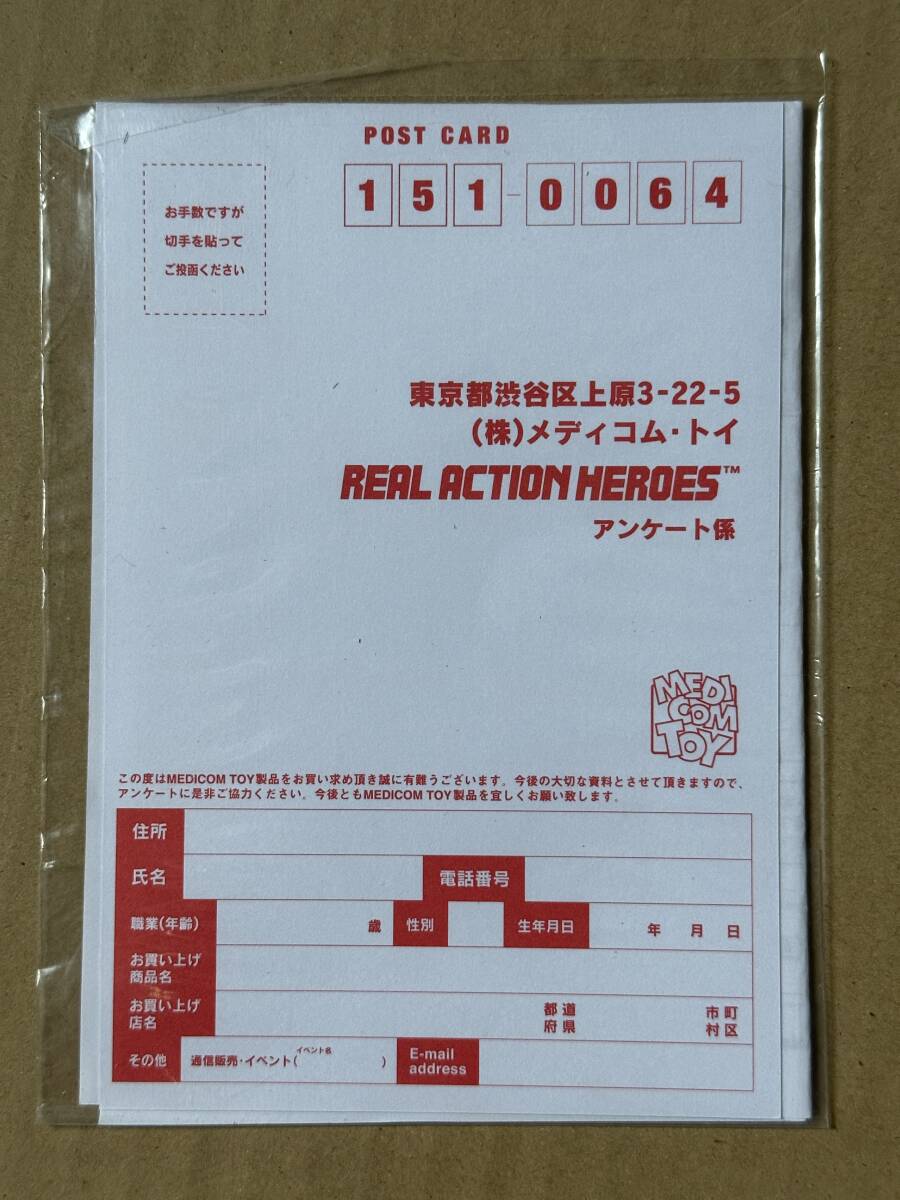 POST CARD
151-0064
お手数ですが
切手を貼って
ご投函ください
東京都渋谷区上原3-22-5
(株)メディコム・トイ
REAL ACTION HEROES™
アンケート係
MEDI
COM
TOY
この度はMEDICOM TOY製品をお買い求め頂き誠に有難うございます。今後の大切な資料とさせて頂きますので、
アンケートに是非ご協力ください。今後ともMEDICOM TOY製品を宜しくお願い致します。
住所
氏名 電話番号
職業(年齢) 歳 性別 生年月日 年 月 日
お買い上げ
商品名
お買い上げ
店名
都道
府県
市町
村区
イベント名
その他 通信販売・イベント( )
E-mail
address